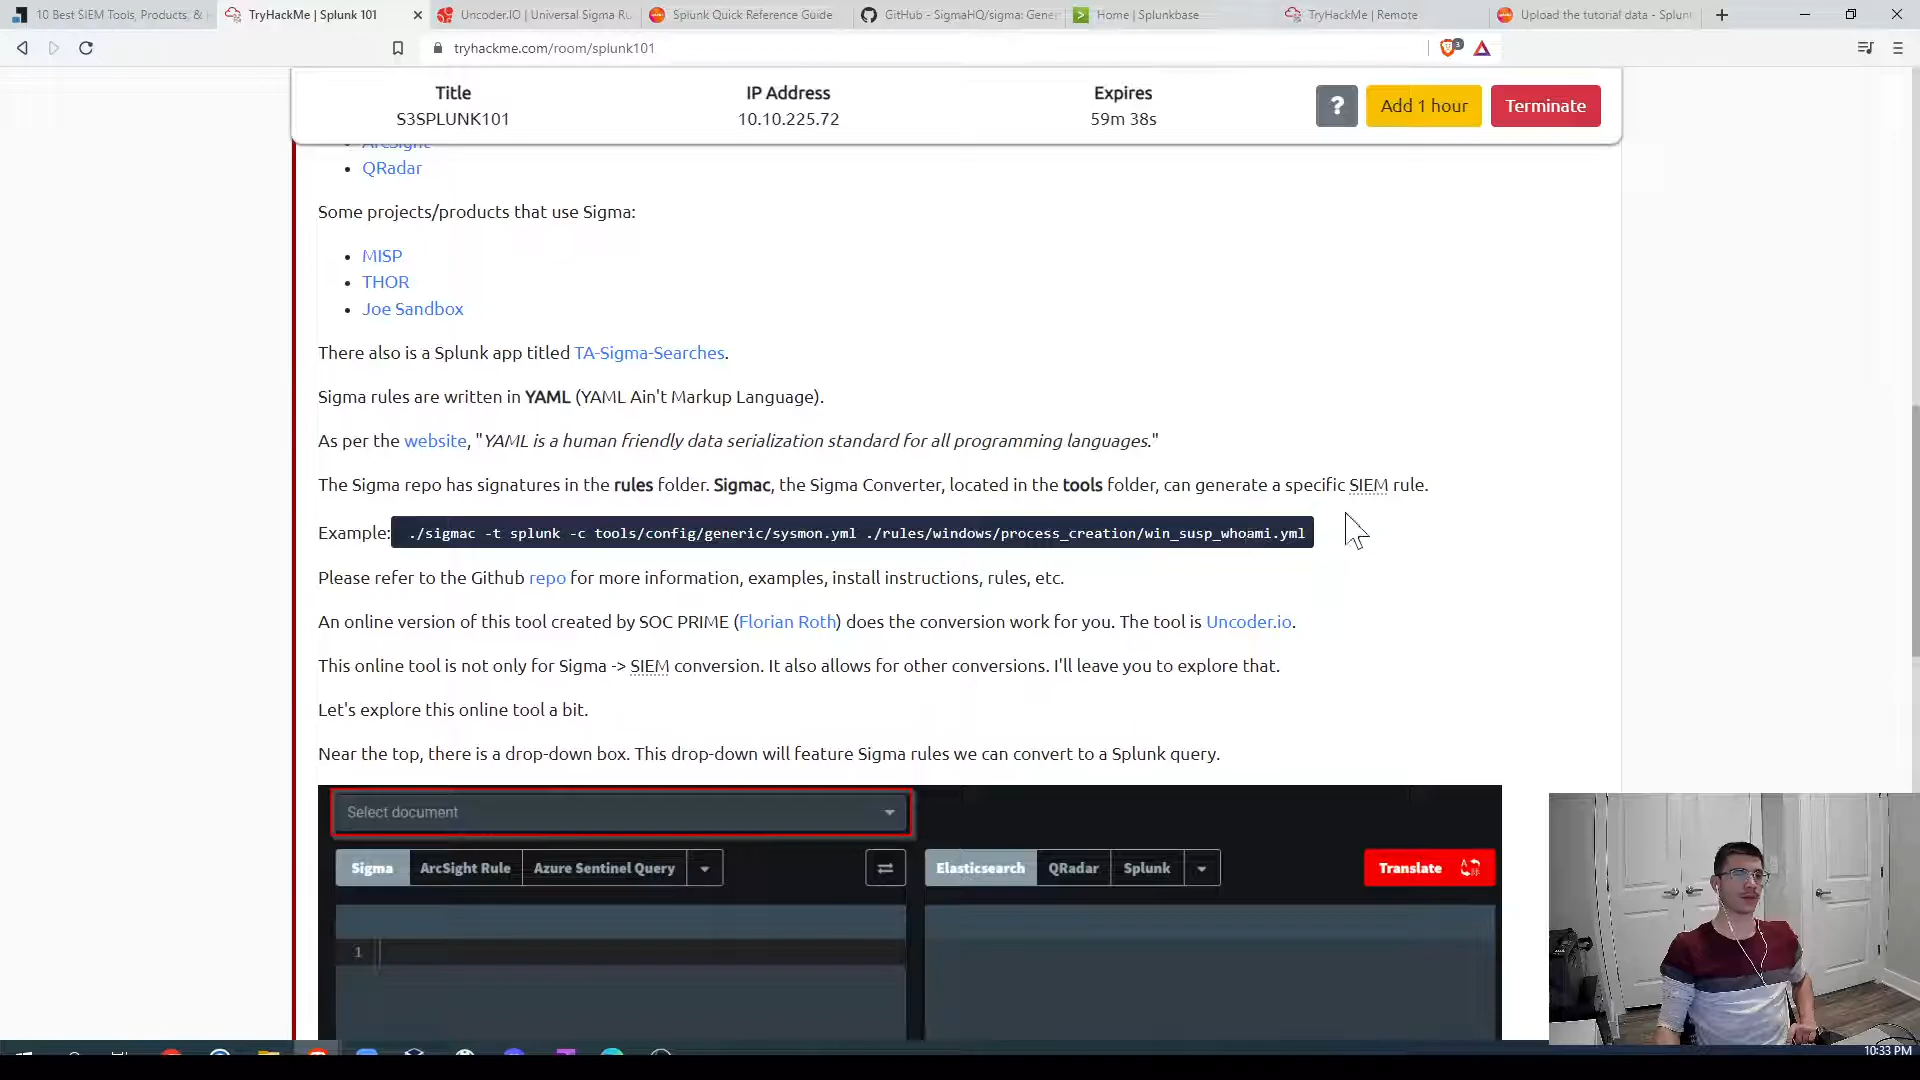 10 Best SIEM Tools, Products, &
TryHackMe | Splunk 101
Uncoder.IO | Universal Sigma Ru
Splunk Quick Reference Guide
GitHub - SigmaHQ/sigma: Gener
Home | Splunkbase
TryHackMe | Remote
Upload the tutorial data - Splun
tryhackme.com/room/splunk101
3
Title
IP Address
Expires
S3SPLUNK101
10.10.225.72
59m 38s
?
Add 1 hour
Terminate
ArcSight
QRadar
Some projects/products that use Sigma:
MISP
THOR
Joe Sandbox
There also is a Splunk app titled TA-Sigma-Searches.
Sigma rules are written in YAML (YAML Ain't Markup Language).
As per the website, "YAML is a human friendly data serialization standard for all programming languages."
The Sigma repo has signatures in the rules folder. Sigmac, the Sigma Converter, located in the tools folder, can generate a specific SIEM rule.
Example: ./sigmac -t splunk -c tools/config/generic/sysmon.yml ./rules/windows/process_creation/win_susp_whoami.yml
Please refer to the Github repo for more information, examples, install instructions, rules, etc.
An online version of this tool created by SOC PRIME (Florian Roth) does the conversion work for you. The tool is Uncoder.io.
This online tool is not only for Sigma -> SIEM conversion. It also allows for other conversions. I'll leave you to explore that.
Let's explore this online tool a bit.
Near the top, there is a drop-down box. This drop-down will feature Sigma rules we can convert to a Splunk query.
Select document
Sigma
ArcSight Rule
Azure Sentinel Query
Elasticsearch
QRadar
Splunk
Translate
1
10:33 PM